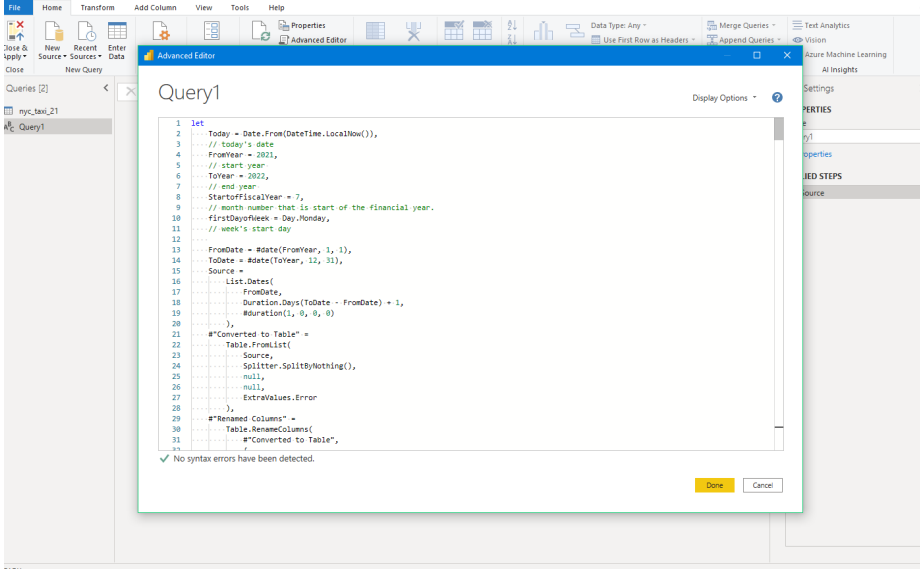 File Home Transform Add Column View Tools Help
Close & Apply New Source Recent Sources Enter Data
Properties
Advanced Editor
Data Type: Any
Use First Row as Headers
Merge Queries
Append Queries
Text Analytics
Vision
Azure Machine Learning
Close New Query AI Insights
Queries [2]
nyc_taxi_21
Query1
Settings
PERTIES
ry1
roperties
LIED STEPS
Source
Advanced Editor
Query1
Display Options
1 let
2 Today = Date.From(DateTime.LocalNow()),
3 // today's date
4 FromYear = 2021,
5 // start year
6 ToYear = 2022,
7 // end year
8 StartofFiscalYear = 7,
9 // month number that is start of the financial year.
10 firstDayofWeek = Day.Monday,
11 // week's start day
12
13 FromDate = #date(FromYear, 1, 1),
14 ToDate = #date(ToYear, 12, 31),
15 Source =
16 List.Dates(
17 FromDate,
18 Duration.Days(ToDate - FromDate) + 1,
19 #duration(1, 0, 0, 0)
20 ),
21 #"Converted to Table" =
22 Table.FromList(
23 Source,
24 Splitter.SplitByNothing(),
25 null,
26 null,
27 ExtraValues.Error
28 ),
29 #"Renamed Columns" =
30 Table.RenameColumns(
31 #"Converted to Table",
No syntax errors have been detected.
Done Cancel